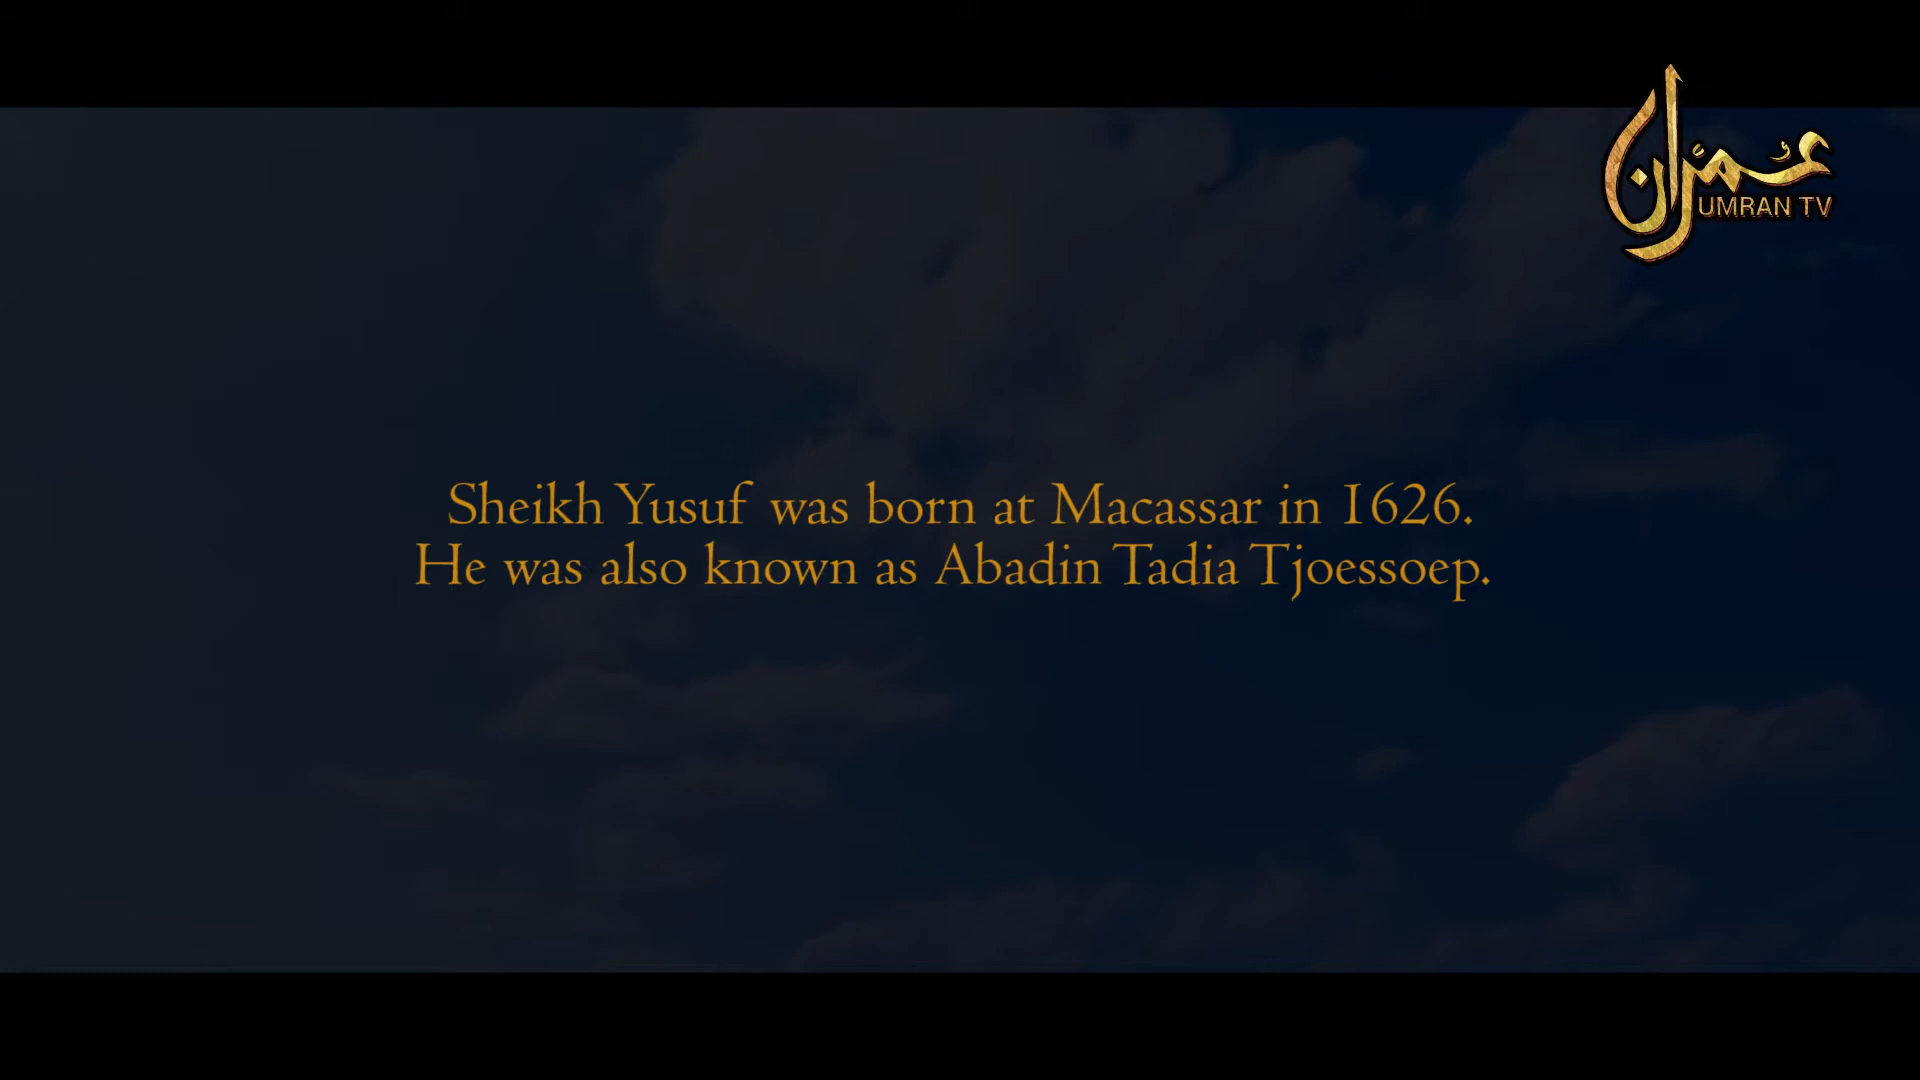 عمران
UMRAN TV
Sheikh Yusuf was born at Macassar in 1626.
He was also known as Abadin Tadia Tjoessoep.